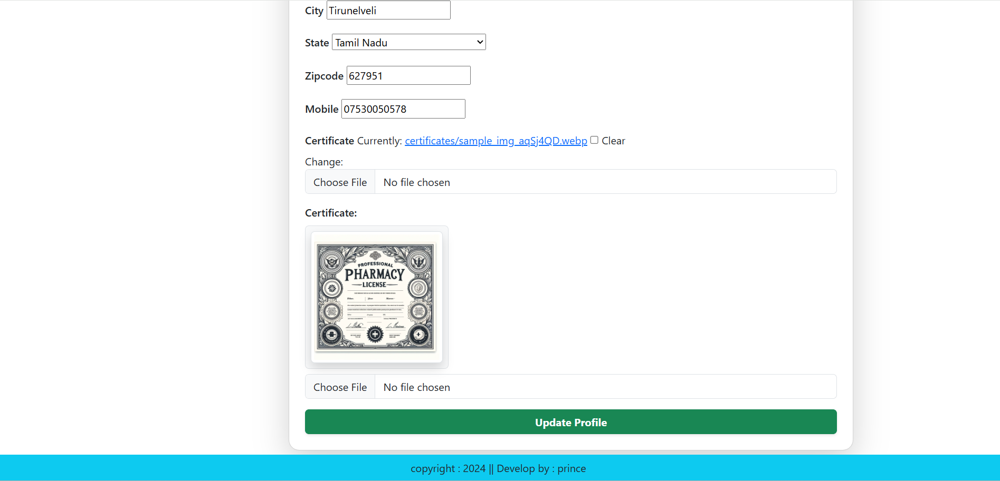 City Tirunelveli
State Tamil Nadu
Zipcode 627951
Mobile 07530050578
Certificate Currently: certificates/sample_img_aqSj4QD.webp Clear
Change:
Choose File No file chosen
Certificate:
PROFESSIONAL
PHARMACY
LICENSE
Choose File No file chosen
Update Profile
copyright : 2024 || Develop by : prince